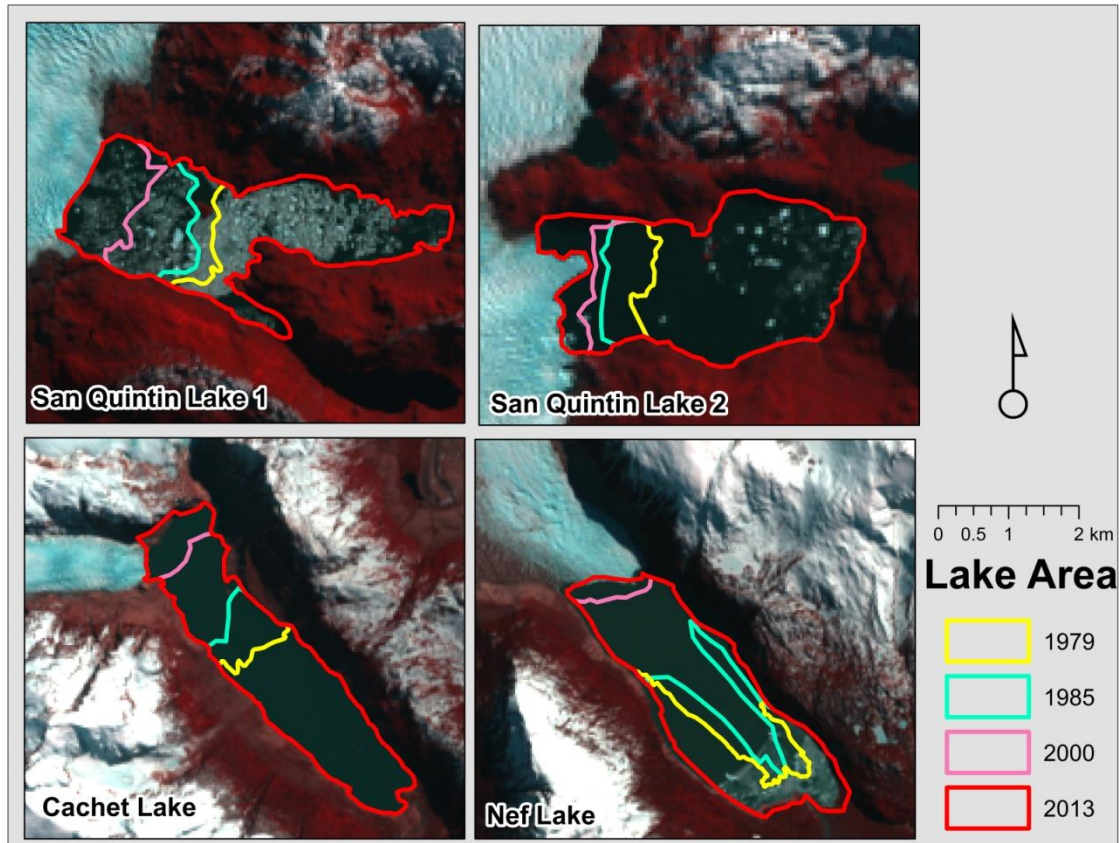 San Quintin Lake 1
San Quintin Lake 2
Cachet Lake
Nef Lake
0 0.5 1 2 km
Lake Area
1979
1985
2000
2013